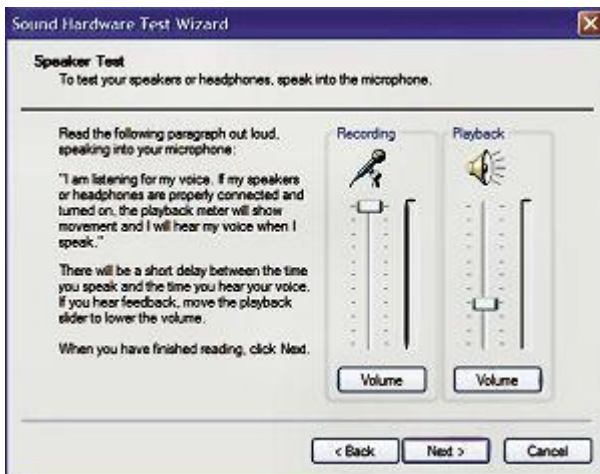 Sound Hardware Test Wizard
Speaker Test
To test your speakers or headphones, speak into the microphone.
Read the following paragraph out loud,
speaking into your microphone:
"I am listening for my voice. If my speakers
or headphones are properly connected and
turned on, the playback meter will show
movement and I will hear my voice when I
speak."
There will be a short delay between the time
you speak and the time you hear your voice.
If you hear feedback, move the playback
slider to lower the volume.
When you have finished reading, click Next.
Recording
Playback
Volume
Volume
< Back
Next >
Cancel